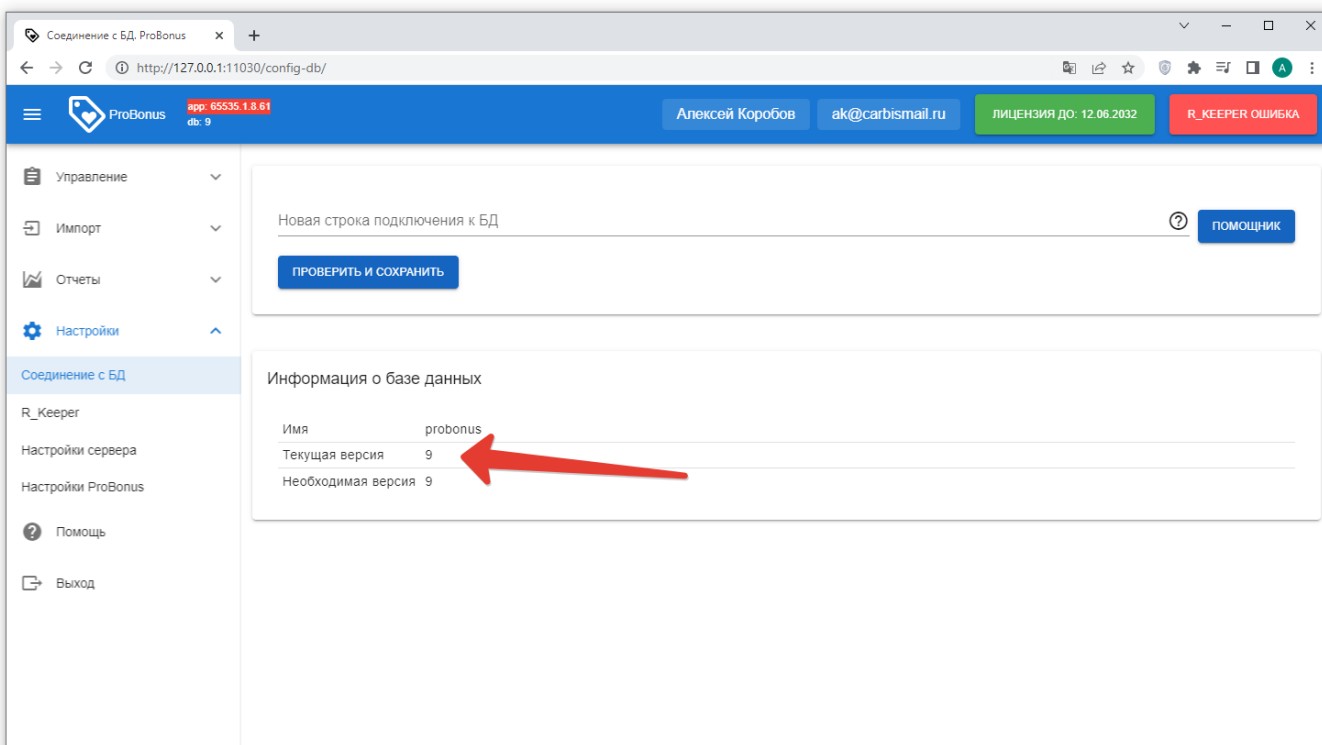 Соединение с БД. ProBonus
http://127.0.0.1:11030/config-db/
A
ProBonus
app: 65535.1.8.61
db: 9
Алексей Коробов
ak@carbismail.ru
ЛИЦЕНЗИЯ ДО: 12.06.2032
R_KEEPER ОШИБКА
Управление
Импорт
Отчеты
Настройки
Соединение с БД
R_Keeper
Настройки сервера
Настройки ProBonus
Помощь
Выход
Новая строка подключения к БД
ПОМОЩНИК
ПРОВЕРИТЬ И СОХРАНИТЬ
Информация о базе данных
Имя probonus
Текущая версия 9
Необходимая версия 9